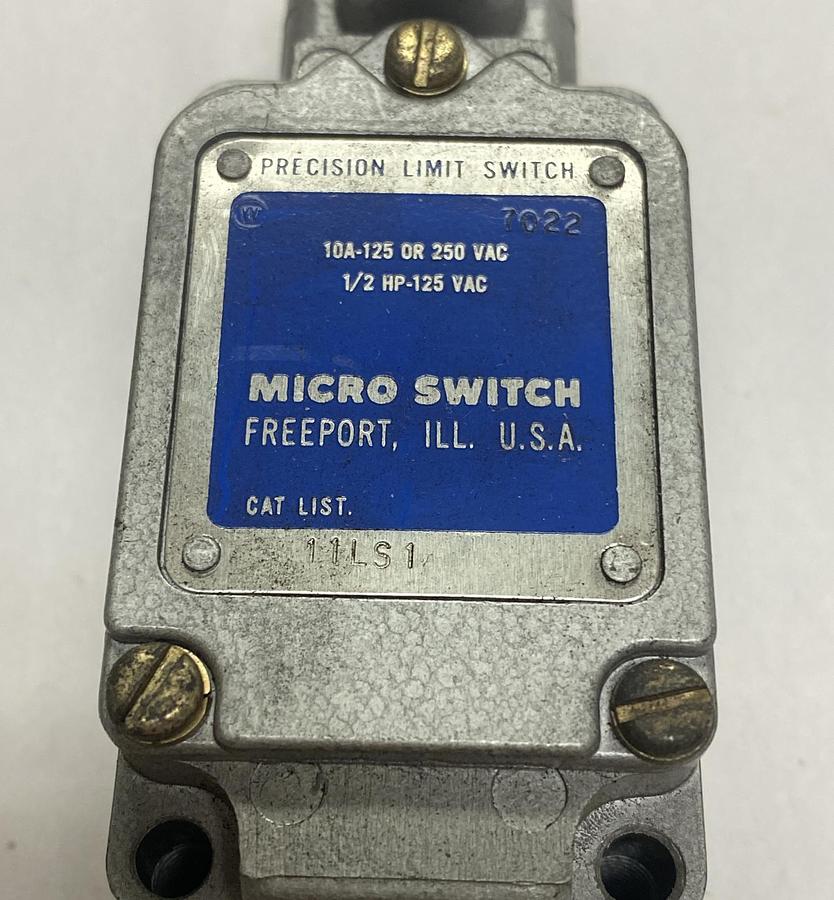 PRECISION LIMIT SWITCH
W 7022
10A-125 OR 250 VAC
1/2 HP-125 VAC
MICRO SWITCH
FREEPORT, ILL. U.S.A.
CAT LIST.
11LS1